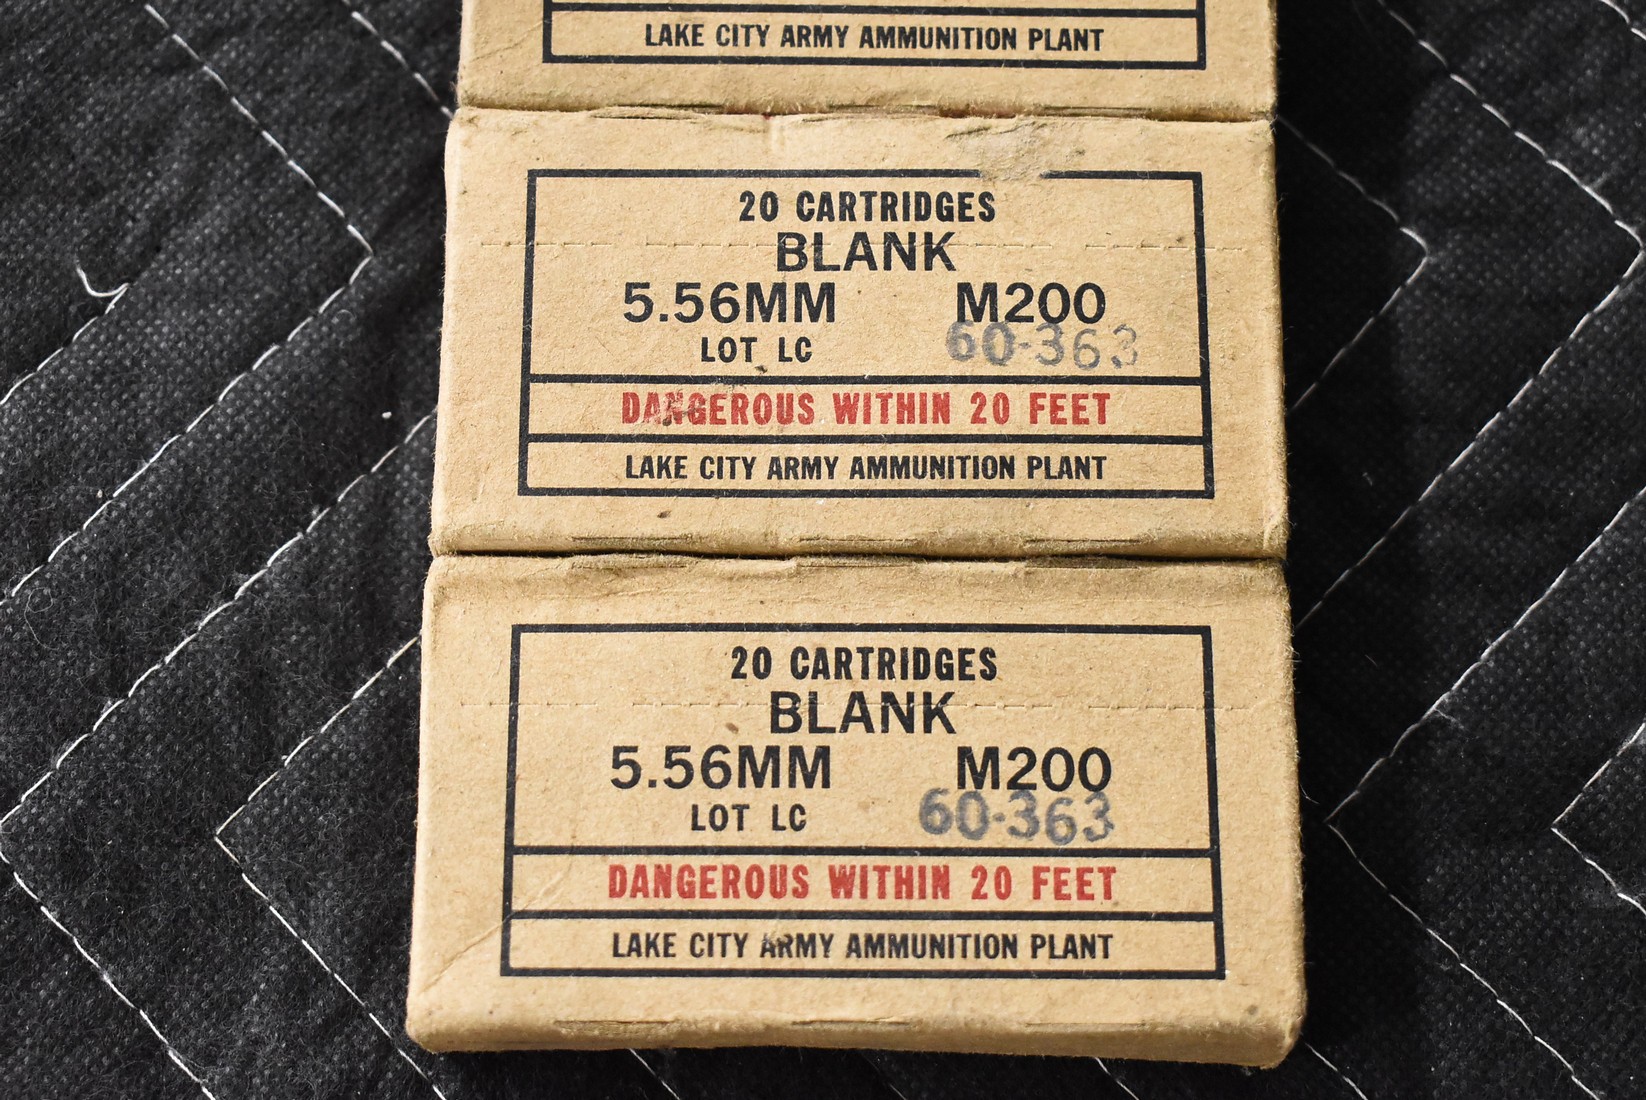 LAKE CITY ARMY AMMUNITION PLANT
20 CARTRIDGES
BLANK
5.56MM M200
LOT LC 60-363
DANGEROUS WITHIN 20 FEET
LAKE CITY ARMY AMMUNITION PLANT
20 CARTRIDGES
BLANK
5.56MM M200
LOT LC 60-363
DANGEROUS WITHIN 20 FEET
LAKE CITY ARMY AMMUNITION PLANT